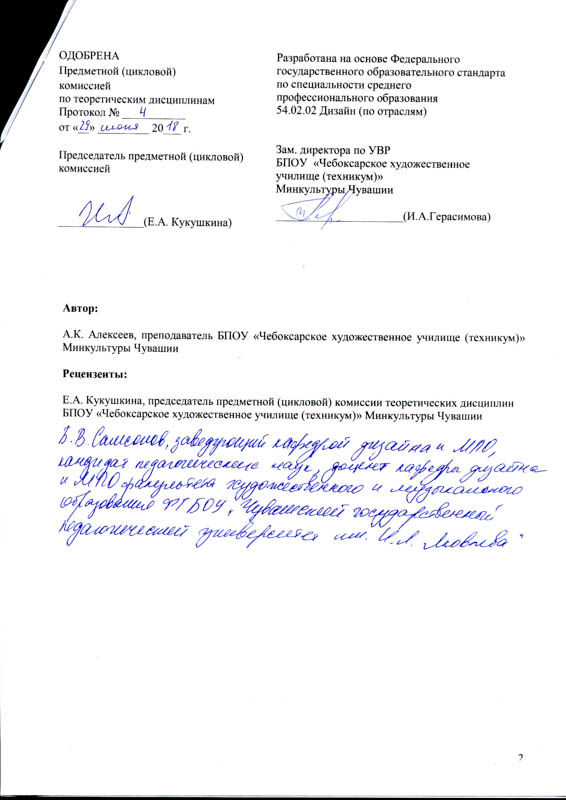 ОДОБРЕНА
Предметной (цикловой)
комиссией
по теоретическим дисциплинам
Протокол № 4
от «29» июня 2018 г.
Председатель предметной (цикловой)
комиссией
(Е.А. Кукушкина)
Разработана на основе Федерального
государственного образовательного стандарта
по специальности среднего
профессионального образования
54.02.02 Дизайн (по отраслям)
Зам. директора по УВР
БПОУ «Чебоксарское художественное
училище (техникум)»
Минкультуры Чувашии
(И.А.Герасимова)
Автор:
А.К. Алексеев, преподаватель БПОУ «Чебоксарское художественное училище (техникум)»
Минкультуры Чувашии
Рецензенты:
Е.А. Кукушкина, председатель предметной (цикловой) комиссии теоретических дисциплин
БПОУ «Чебоксарское художественное училище (техникум)» Минкультуры Чувашии
заведующий кафедрой дизайна и МПО,
кандидат педагогических наук, доцент кафедры дизайна
и МПО факультета художественного и музыкального
образования ФГБОУ „Чувашский государственный
педагогический университет им. И.Я. Яковлева"
2